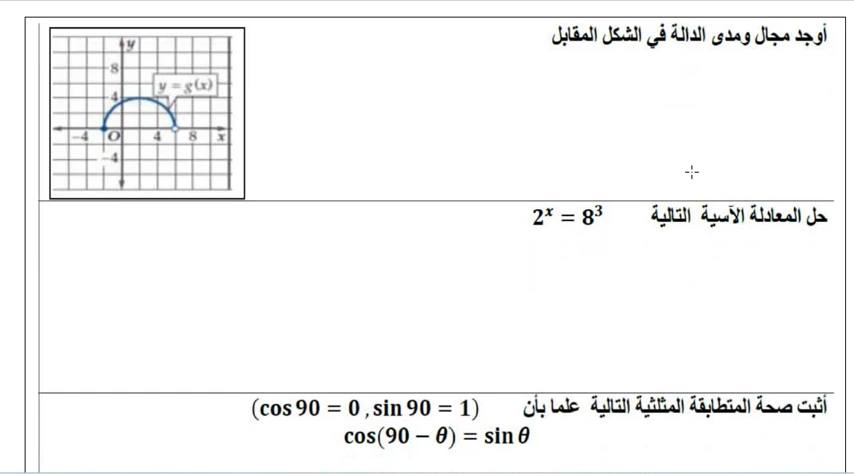 أوجد مجال ومدى الدالة في الشكل المقابل
y
8
y = g(x)
4
-4 O 4 8 x
-4
حل المعادلة الآسية التالية 2^x = 8^3
أثبت صحة المتطابقة المثلثية التالية علما بأن (cos 90 = 0 , sin 90 = 1)
cos(90 − θ) = sin θ